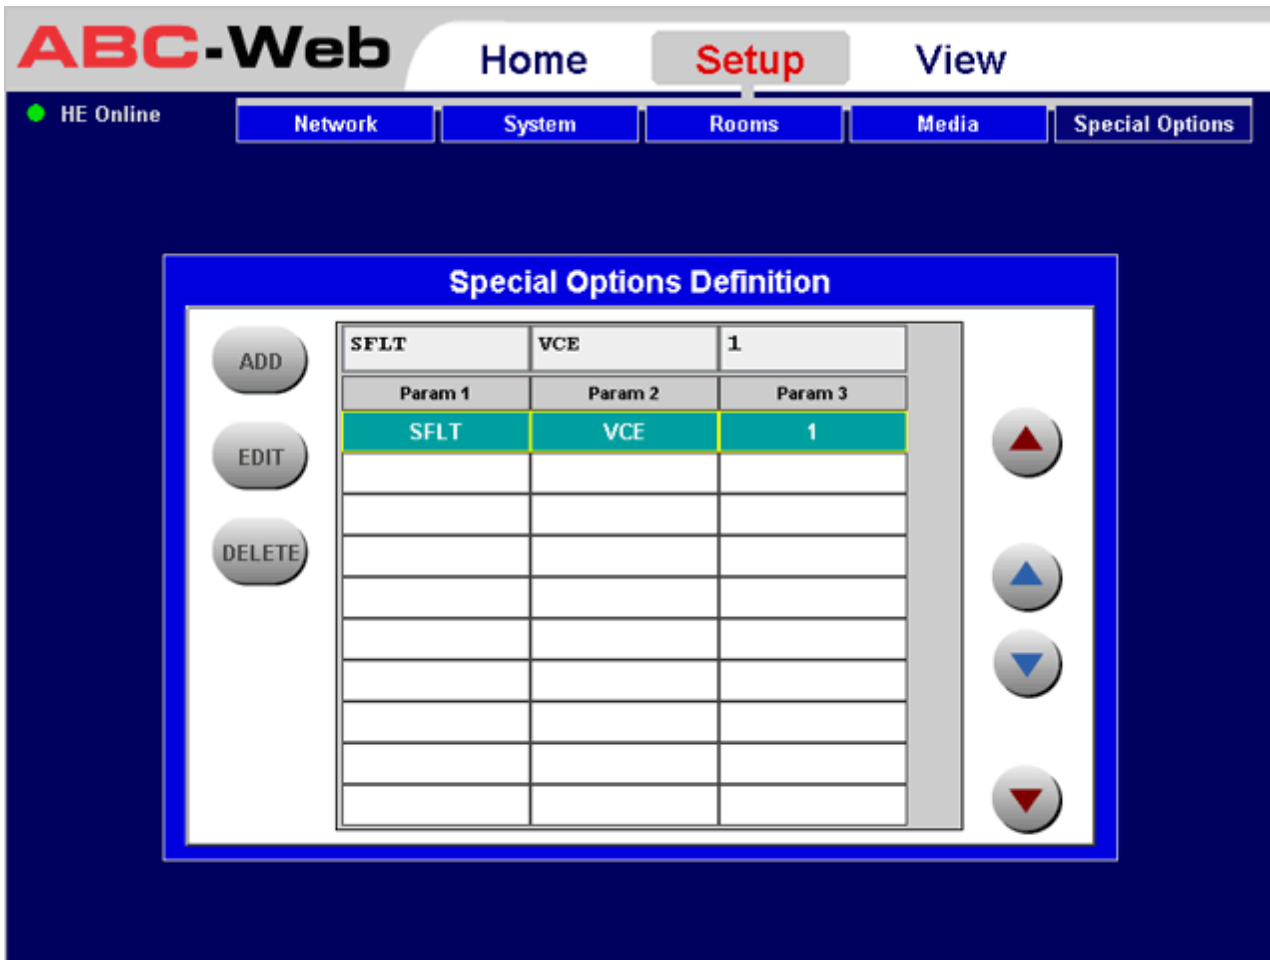 ABC-Web Home Setup View
HE Online Network System Rooms Media Special Options
Special Options Definition
ADD SFLT VCE 1
Param 1 Param 2 Param 3
SFLT VCE 1
EDIT
DELETE